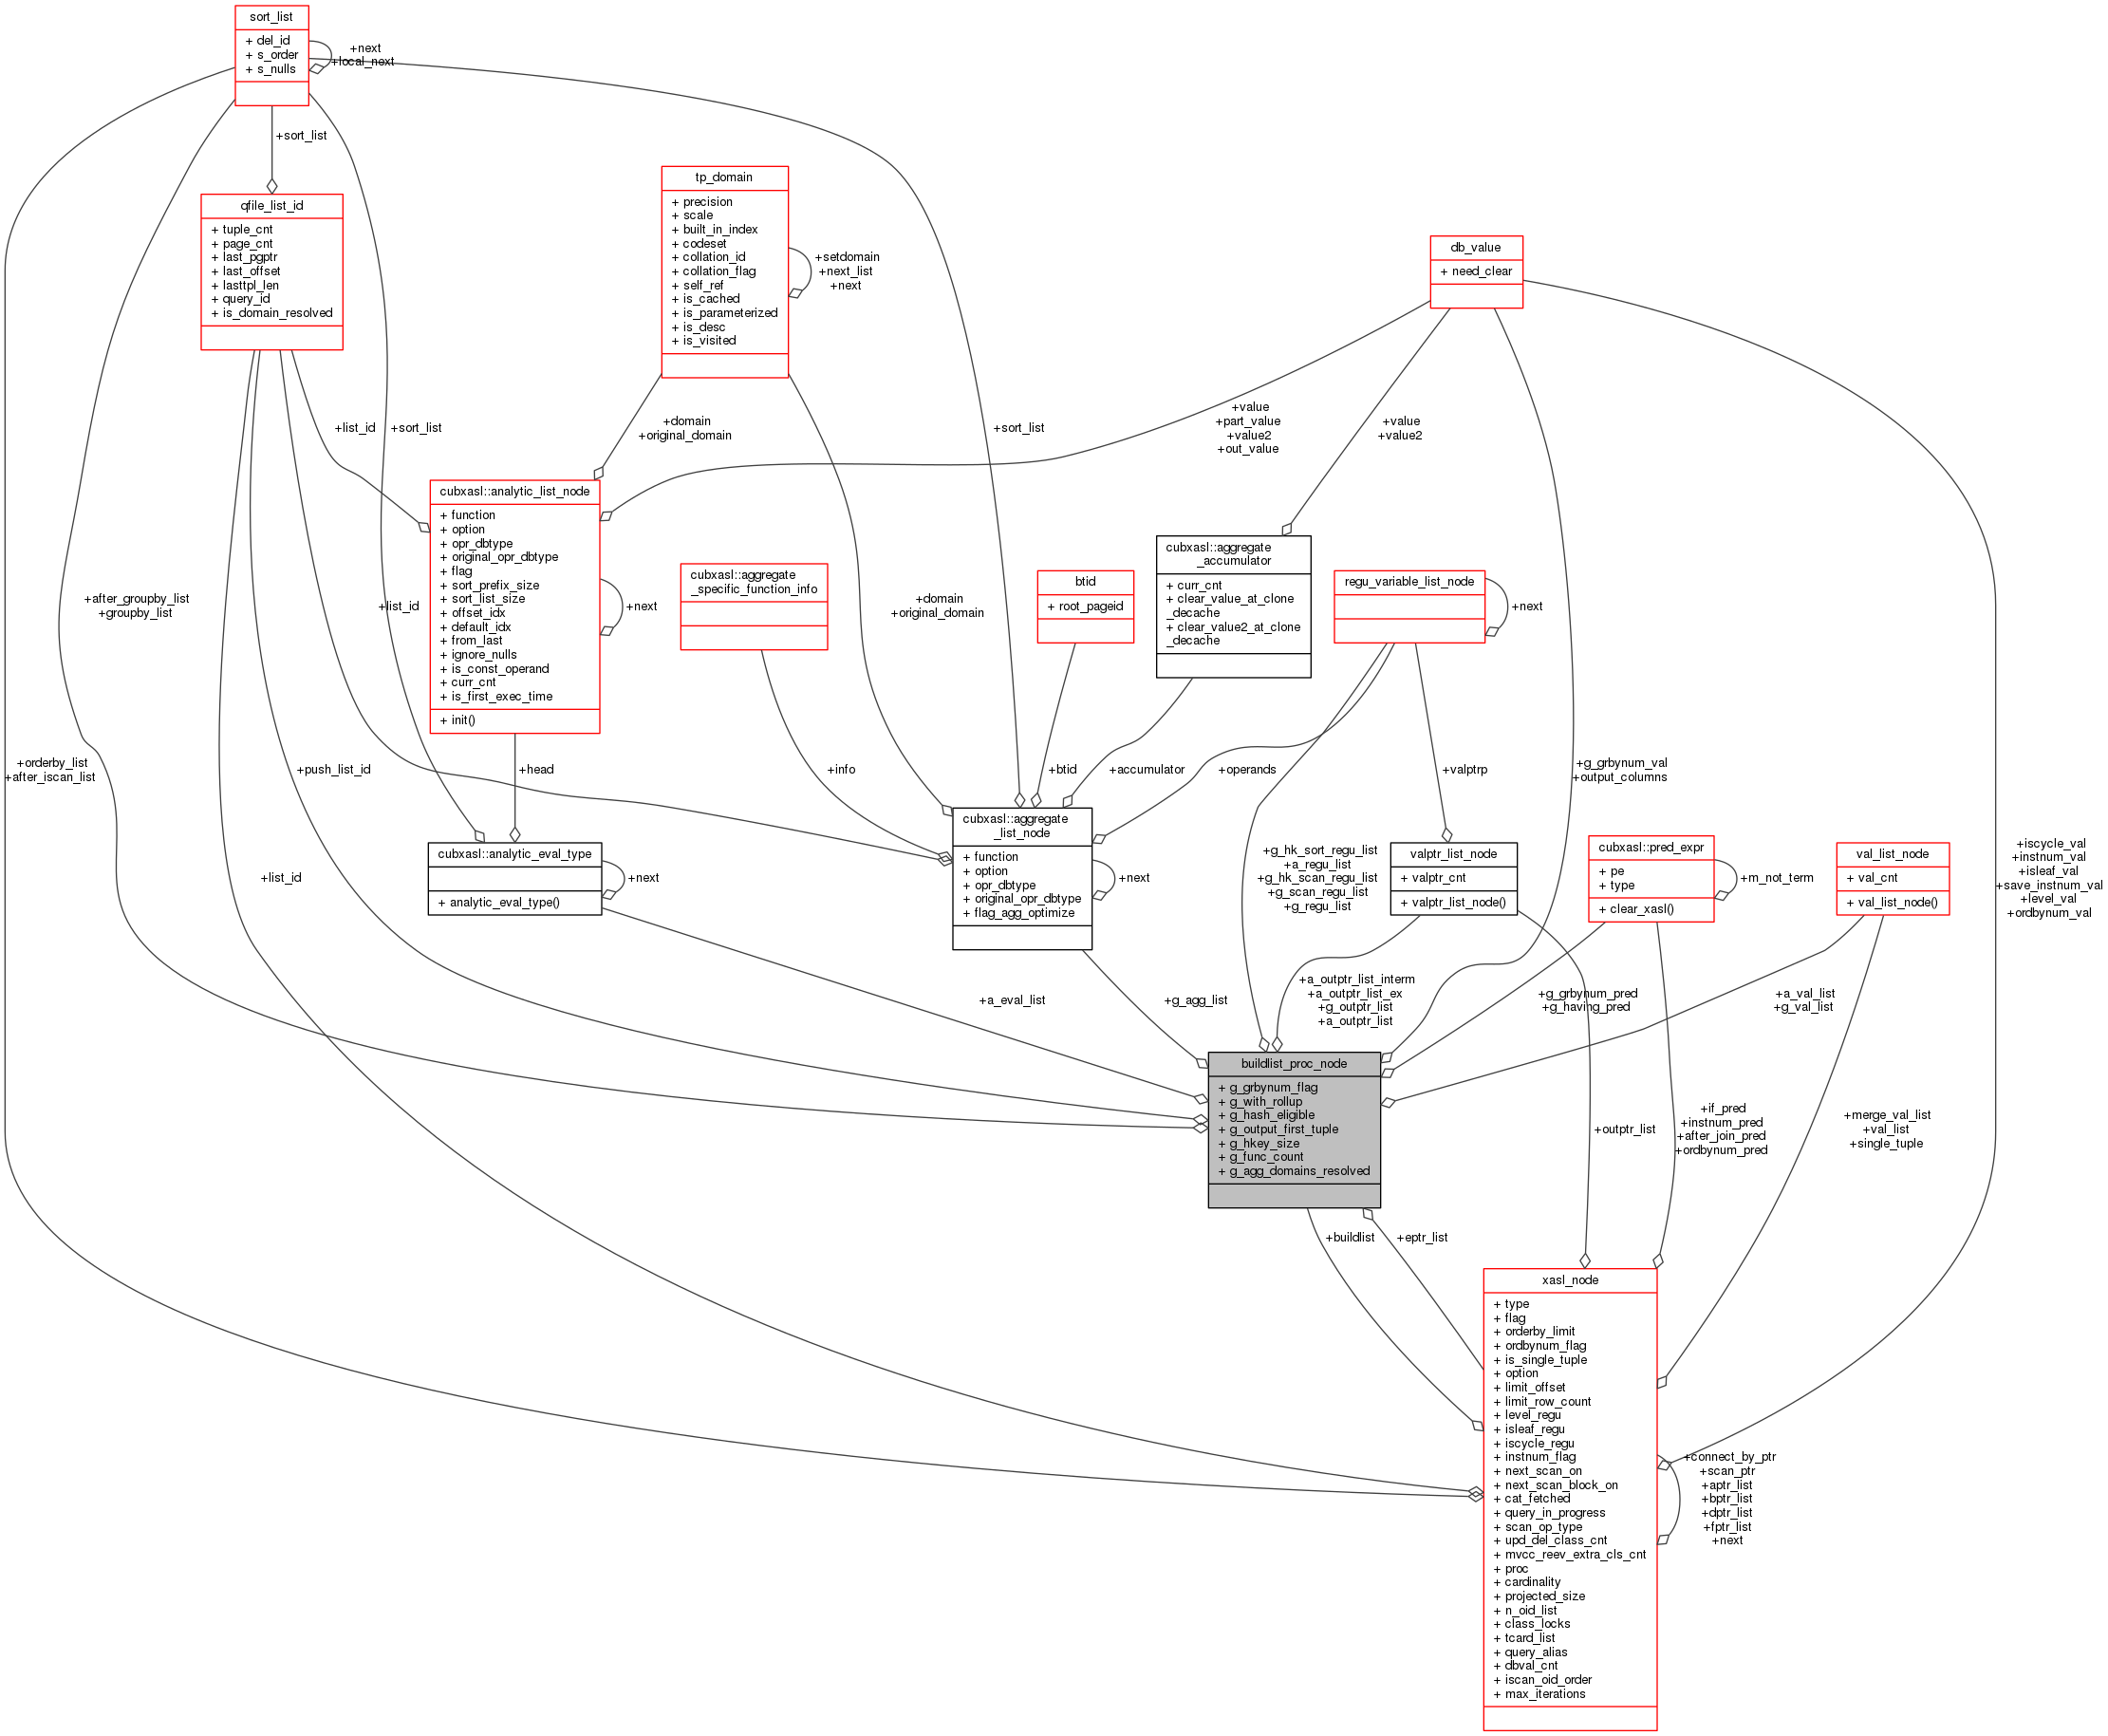 sort_list
+ del_id
+ s_order
+ s_nulls
+next
+local_next
+sort_list
qfile_list_id
+ tuple_cnt
+ page_cnt
+ last_pgptr
+ last_offset
+ lasttpl_len
+ query_id
+ is_domain_resolved
tp_domain
+ precision
+ scale
+ built_in_index
+ codeset
+ collation_id
+ collation_flag
+ self_ref
+ is_cached
+ is_parameterized
+ is_desc
+ is_visited
+setdomain
+next_list
+next
db_value
+ need_clear
+list_id
+sort_list
+domain
+original_domain
+sort_list
+value
+part_value
+value2
+out_value
+value
+value2
cubxasl::analytic_list_node
+ function
+ option
+ opr_dbtype
+ original_opr_dbtype
+ flag
+ sort_prefix_size
+ sort_list_size
+ offset_idx
+ default_idx
+ from_last
+ ignore_nulls
+ is_const_operand
+ curr_cnt
+ is_first_exec_time
+ init()
+next
cubxasl::aggregate
_specific_function_info
+domain
+original_domain
btid
+ root_pageid
cubxasl::aggregate
_accumulator
+ curr_cnt
+ clear_value_at_clone
_decache
+ clear_value2_at_clone
_decache
regu_variable_list_node
+next
+after_groupby_list
+groupby_list
+list_id
+orderby_list
+after_iscan_list
+push_list_id
+head
+info
+btid
+accumulator
+operands
+valptrp
+g_grbynum_val
+output_columns
cubxasl::analytic_eval_type
+ analytic_eval_type()
+next
cubxasl::aggregate
_list_node
+ function
+ option
+ opr_dbtype
+ original_opr_dbtype
+ flag_agg_optimize
+next
+g_hk_sort_regu_list
+a_regu_list
+g_hk_scan_regu_list
+g_scan_regu_list
+g_regu_list
valptr_list_node
+ valptr_cnt
+ valptr_list_node()
cubxasl::pred_expr
+ pe
+ type
+ clear_xasl()
+m_not_term
val_list_node
+ val_cnt
+ val_list_node()
+iscycle_val
+instnum_val
+isleaf_val
+save_instnum_val
+level_val
+ordbynum_val
+list_id
+a_eval_list
+g_agg_list
+a_outptr_list_interm
+a_outptr_list_ex
+g_outptr_list
+a_outptr_list
+g_grbynum_pred
+g_having_pred
+a_val_list
+g_val_list
buildlist_proc_node
+ g_grbynum_flag
+ g_with_rollup
+ g_hash_eligible
+ g_output_first_tuple
+ g_hkey_size
+ g_func_count
+ g_agg_domains_resolved
+outptr_list
+if_pred
+instnum_pred
+after_join_pred
+ordbynum_pred
+merge_val_list
+val_list
+single_tuple
+buildlist
+eptr_list
xasl_node
+ type
+ flag
+ orderby_limit
+ ordbynum_flag
+ is_single_tuple
+ option
+ limit_offset
+ limit_row_count
+ level_regu
+ isleaf_regu
+ iscycle_regu
+ instnum_flag
+ next_scan_on
+ next_scan_block_on
+ cat_fetched
+ query_in_progress
+ scan_op_type
+ upd_del_class_cnt
+ mvcc_reev_extra_cls_cnt
+ proc
+ cardinality
+ projected_size
+ n_oid_list
+ class_locks
+ tcard_list
+ query_alias
+ dbval_cnt
+ iscan_oid_order
+ max_iterations
+connect_by_ptr
+scan_ptr
+aptr_list
+bptr_list
+dptr_list
+fptr_list
+next